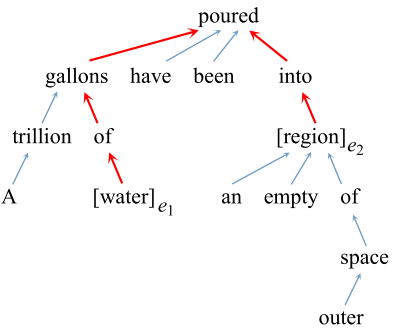 poured
gallons have been into
trillion of [region]e2
A [water]e1 an empty of
space
outer